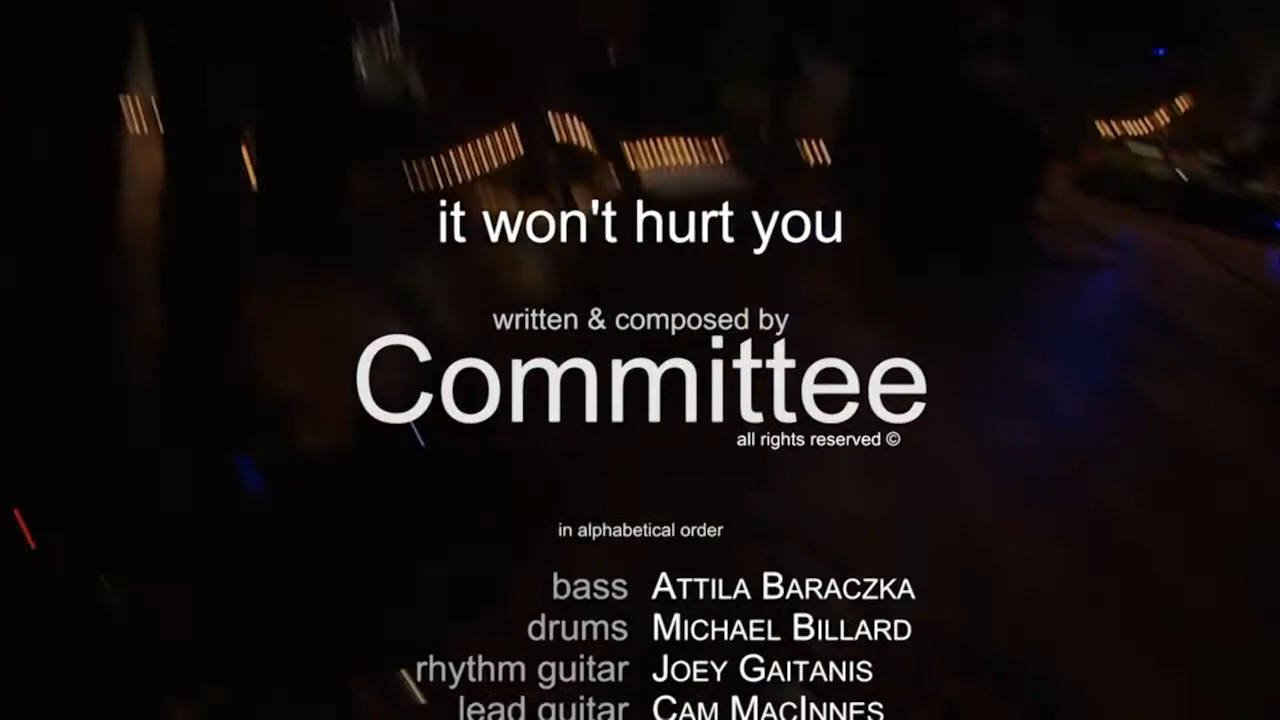 it won't hurt you
written & composed by
Committee
all rights reserved ©
in alphabetical order
bass ATTILA BARACZKA
drums MICHAEL BILLARD
rhythm guitar JOEY GAITANIS
lead guitar CAM MACINNES